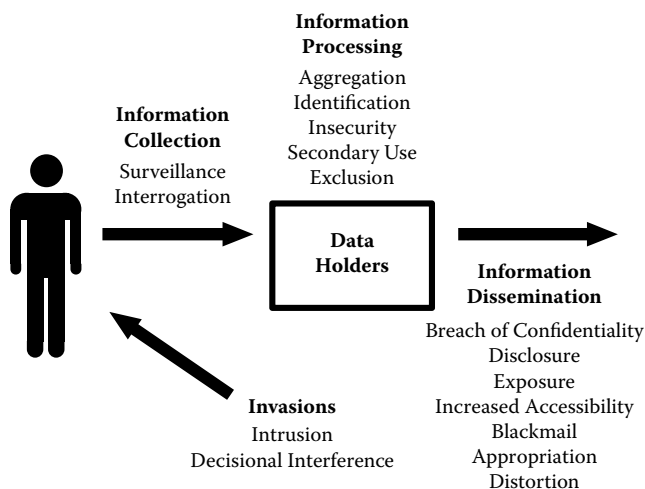 Information
Collection
Surveillance
Interrogation
Information
Processing
Aggregation
Identification
Insecurity
Secondary Use
Exclusion
Data
Holders
Information
Dissemination
Breach of Confidentiality
Disclosure
Exposure
Increased Accessibility
Blackmail
Appropriation
Distortion
Invasions
Intrusion
Decisional Interference